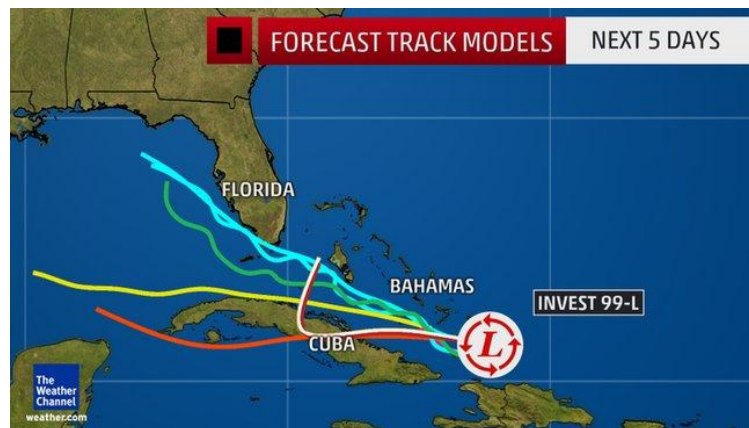 FORECAST TRACK MODELS
NEXT 5 DAYS
FLORIDA
BAHAMAS
INVEST 99-L
L
CUBA
The
Weather
Channel
weather.com